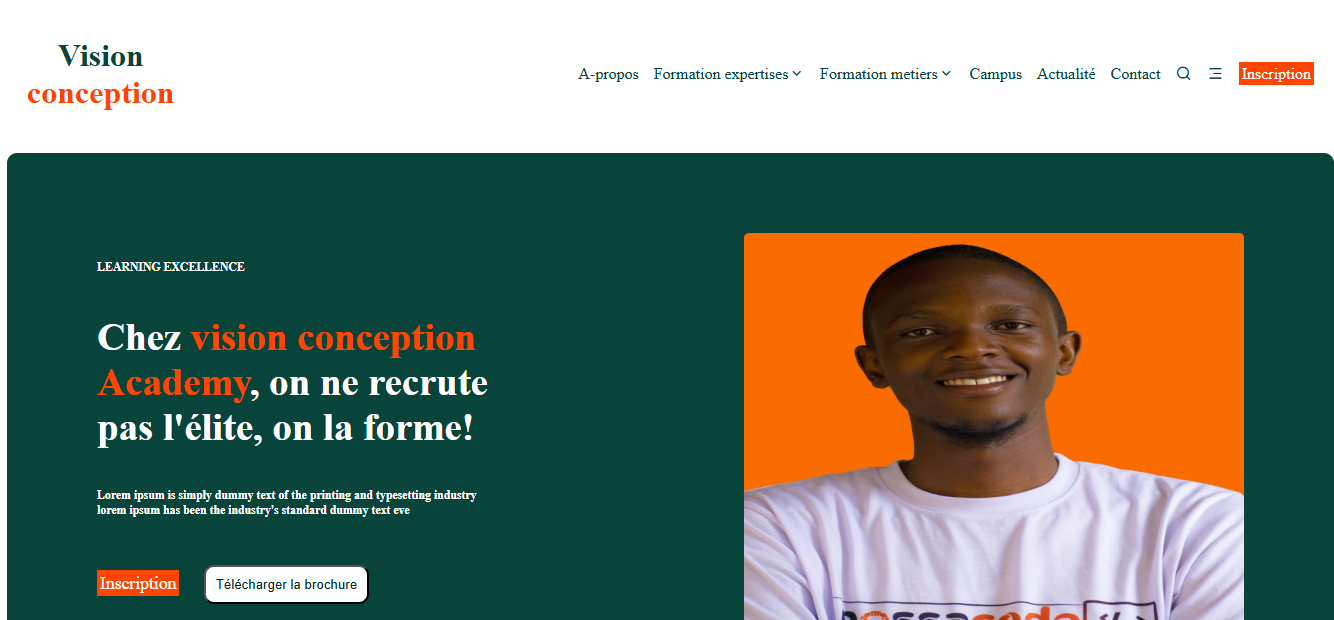 Vision
conception
A-propos Formation expertises Formation metiers Campus Actualité Contact Inscription
LEARNING EXCELLENCE
Chez vision conception
Academy, on ne recrute
pas l'élite, on la forme!
Lorem ipsum is simply dummy text of the printing and typesetting industry
lorem ipsum has been the industry's standard dummy text eve
Inscription Télécharger la brochure